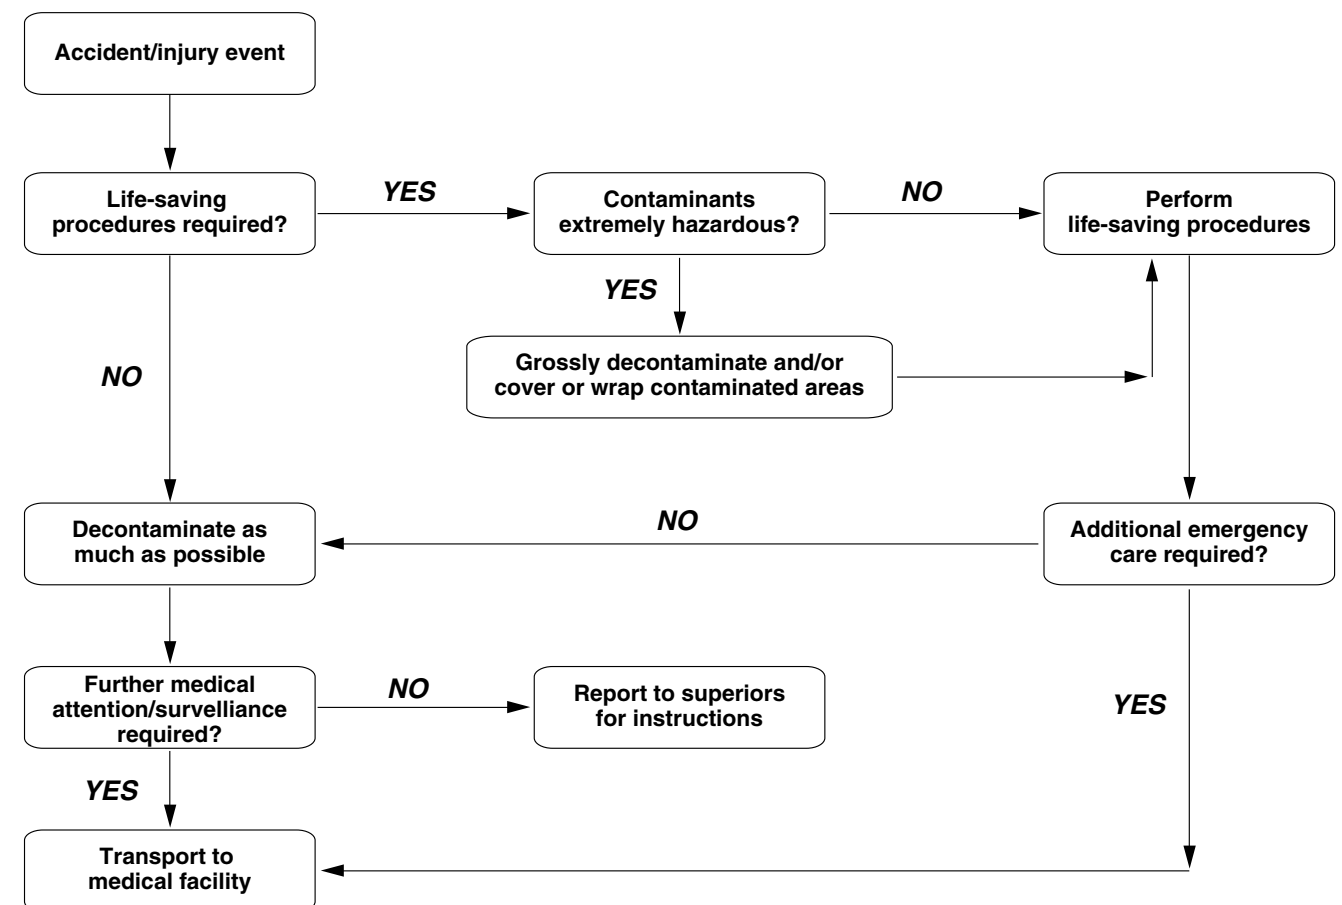 Accident/injury event
Life-saving
procedures required?
YES
Contaminants
extremely hazardous?
NO
Perform
life-saving procedures
YES
Grossly decontaminate and/or
cover or wrap contaminated areas
NO
Decontaminate as
much as possible
NO
Additional emergency
care required?
Further medical
attention/survelliance
required?
NO
Report to superiors
for instructions
YES
YES
Transport to
medical facility